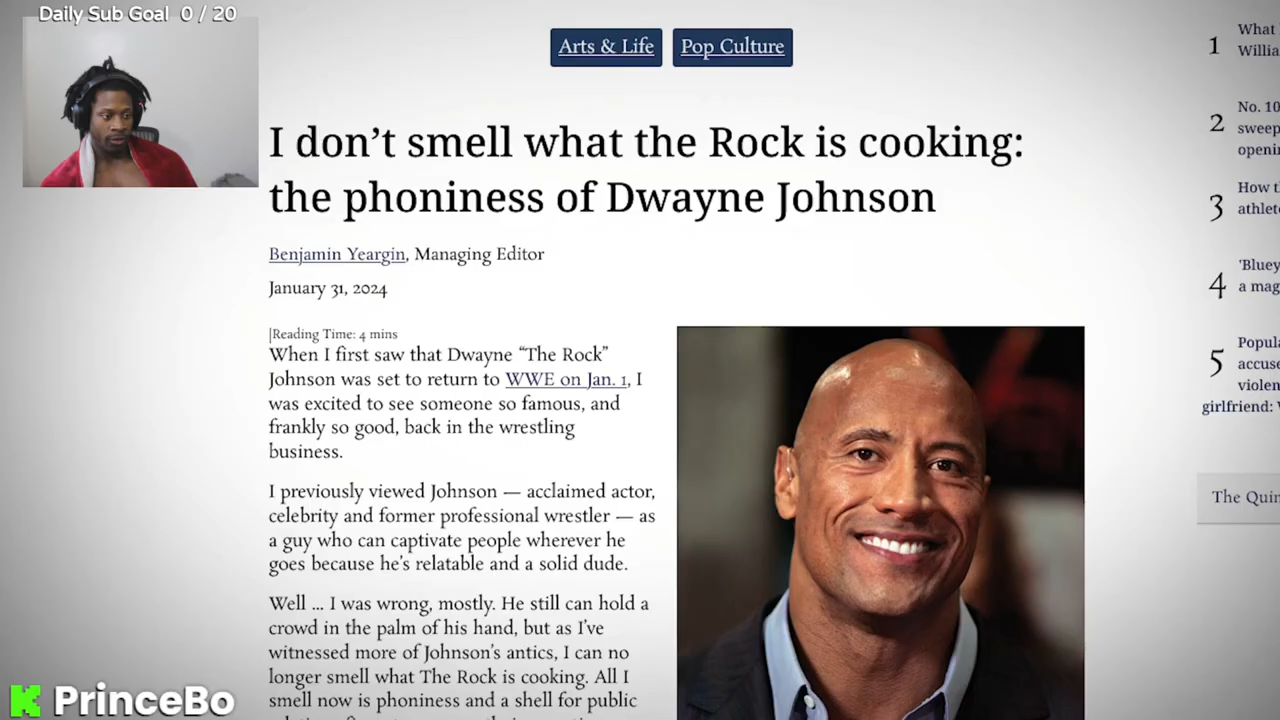 Daily Sub Goal 0 / 20
Arts & Life Pop Culture
I don't smell what the Rock is cooking:
the phoniness of Dwayne Johnson
Benjamin Yeargin, Managing Editor
January 31, 2024
|Reading Time: 4 mins
When I first saw that Dwayne “The Rock”
Johnson was set to return to WWE on Jan. 1, I
was excited to see someone so famous, and
frankly so good, back in the wrestling
business.
I previously viewed Johnson — acclaimed actor,
celebrity and former professional wrestler — as
a guy who can captivate people wherever he
goes because he's relatable and a solid dude.
Well ... I was wrong, mostly. He still can hold a
crowd in the palm of his hand, but as I've
witnessed more of Johnson's antics, I can no
longer smell what The Rock is cooking. All I
smell now is phoniness and a shell for public
1 What
Willia
2 No. 10
sweep
openi
3 How t
athlet
4 'Bluey
a mag
5 Popula
accuse
violen
girlfriend:
The Qui
K PrinceBo